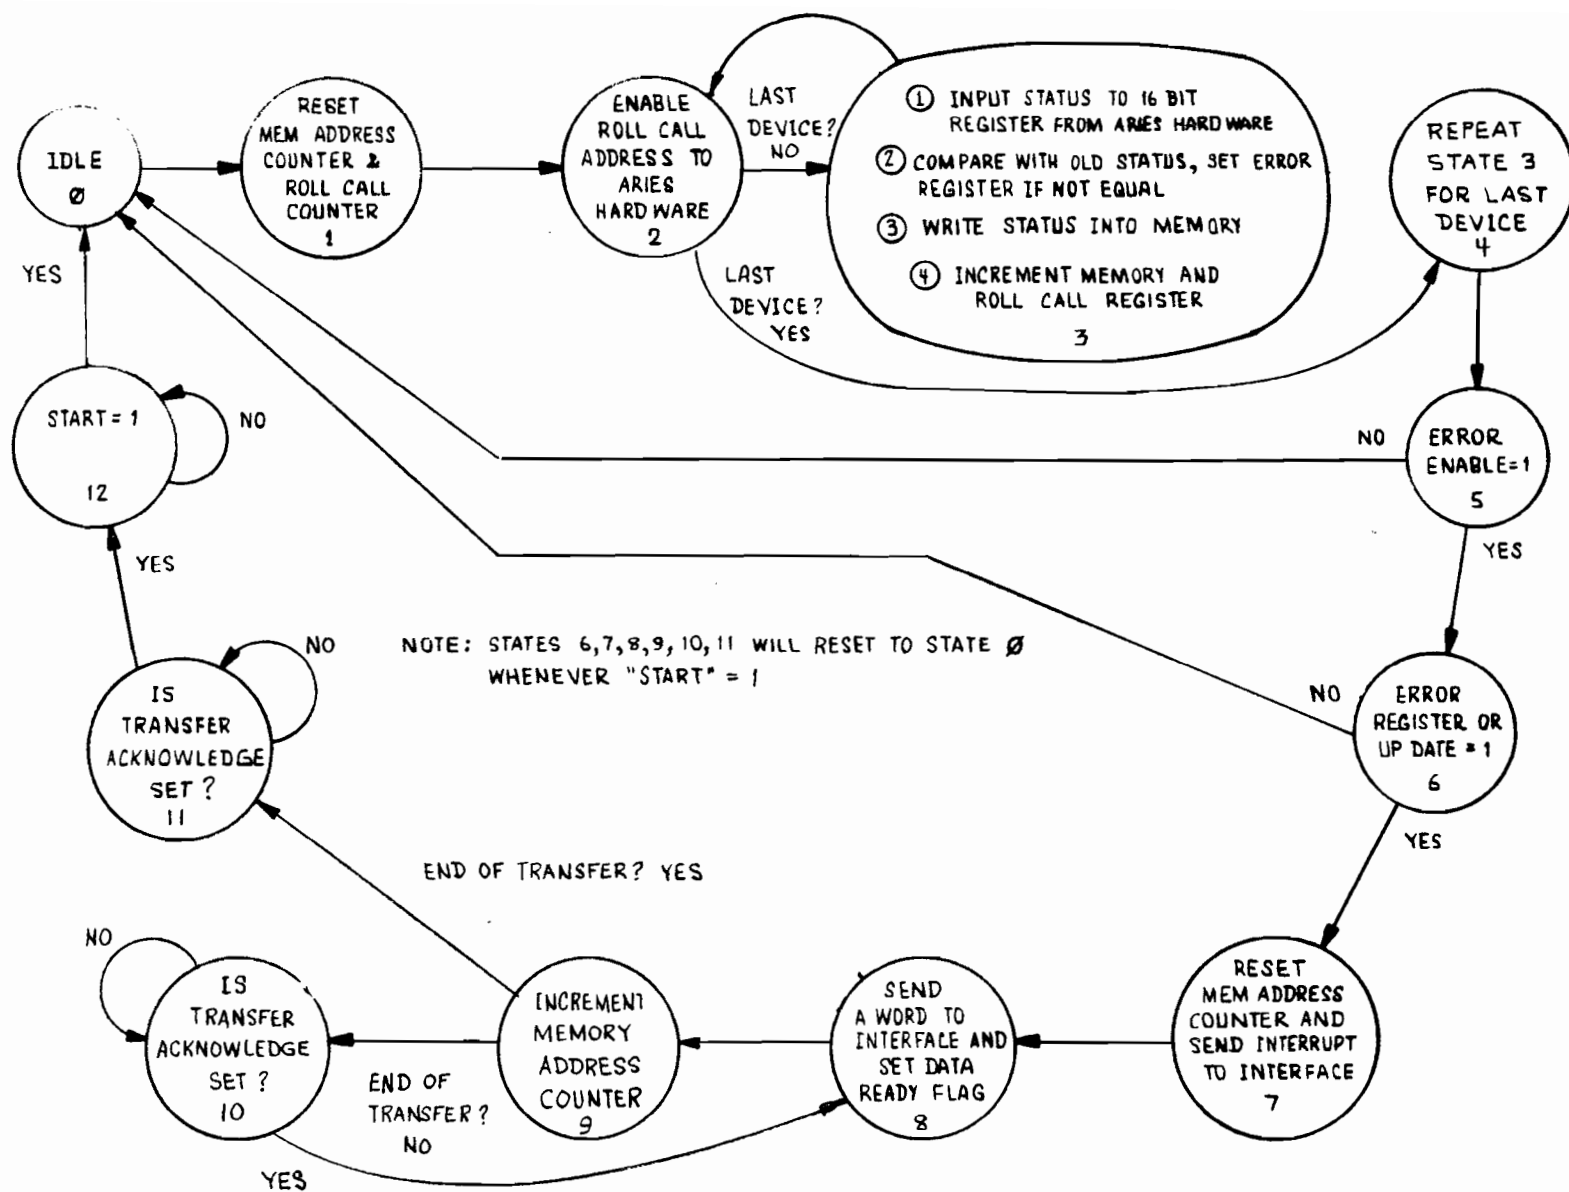 IDLE
Ø
RESET
MEM ADDRESS
COUNTER &
ROLL CALL
COUNTER
1
ENABLE
ROLL CALL
ADDRESS TO
ARIES
HARDWARE
2
LAST
DEVICE?
NO
① INPUT STATUS TO 16 BIT
REGISTER FROM ARIES HARDWARE
② COMPARE WITH OLD STATUS, SET ERROR
REGISTER IF NOT EQUAL
③ WRITE STATUS INTO MEMORY
④ INCREMENT MEMORY AND
ROLL CALL REGISTER
3
REPEAT
STATE 3
FOR LAST
DEVICE
4
LAST
DEVICE?
YES
YES
START = 1
12
NO
NO
ERROR
ENABLE=1
5
YES
YES
NO
NOTE: STATES 6,7,8,9,10,11 WILL RESET TO STATE Ø
WHENEVER "START" = 1
IS
TRANSFER
ACKNOWLEDGE
SET ?
11
NO
ERROR
REGISTER OR
UP DATE = 1
6
YES
END OF TRANSFER? YES
NO
IS
TRANSFER
ACKNOWLEDGE
SET ?
10
END OF
TRANSFER?
NO
YES
INCREMENT
MEMORY
ADDRESS
COUNTER
9
SEND
A WORD TO
INTERFACE AND
SET DATA
READY FLAG
8
RESET
MEM ADDRESS
COUNTER AND
SEND INTERRUPT
TO INTERFACE
7